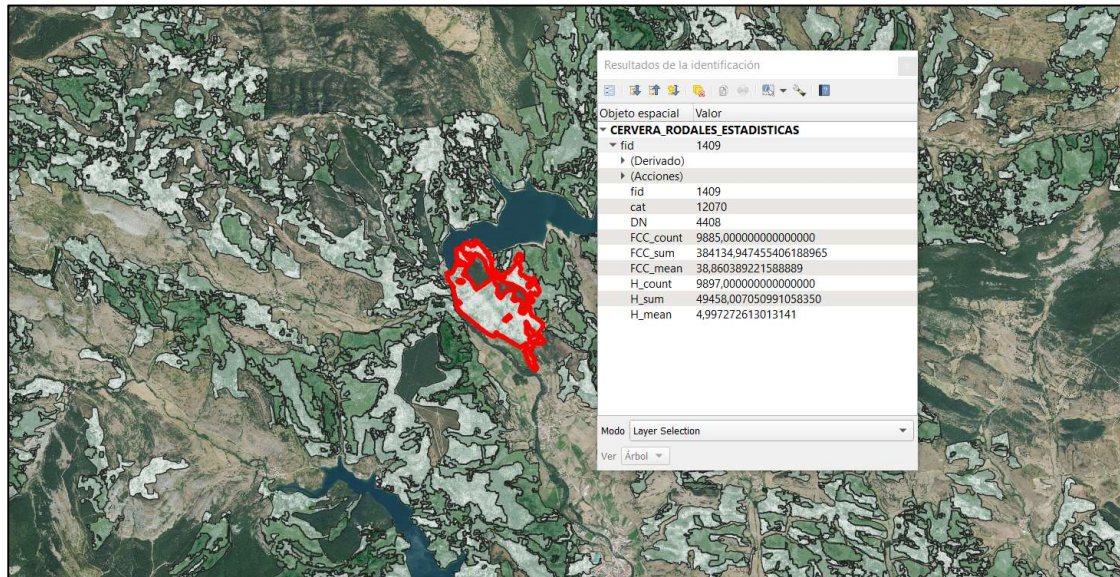 Resultados de la identificación
Objeto espacial Valor
CERVERA_RODALES_ESTADISTICAS
fid 1409
(Derivado)
(Acciones)
fid 1409
cat 12070
DN 4408
FCC_count 9885,000000000000000
FCC_sum 384134,947455406188965
FCC_mean 38,860389221588889
H_count 9897,000000000000000
H_sum 49458,007050991058350
H_mean 4,997272613013141
Modo Layer Selection
Ver Árbol